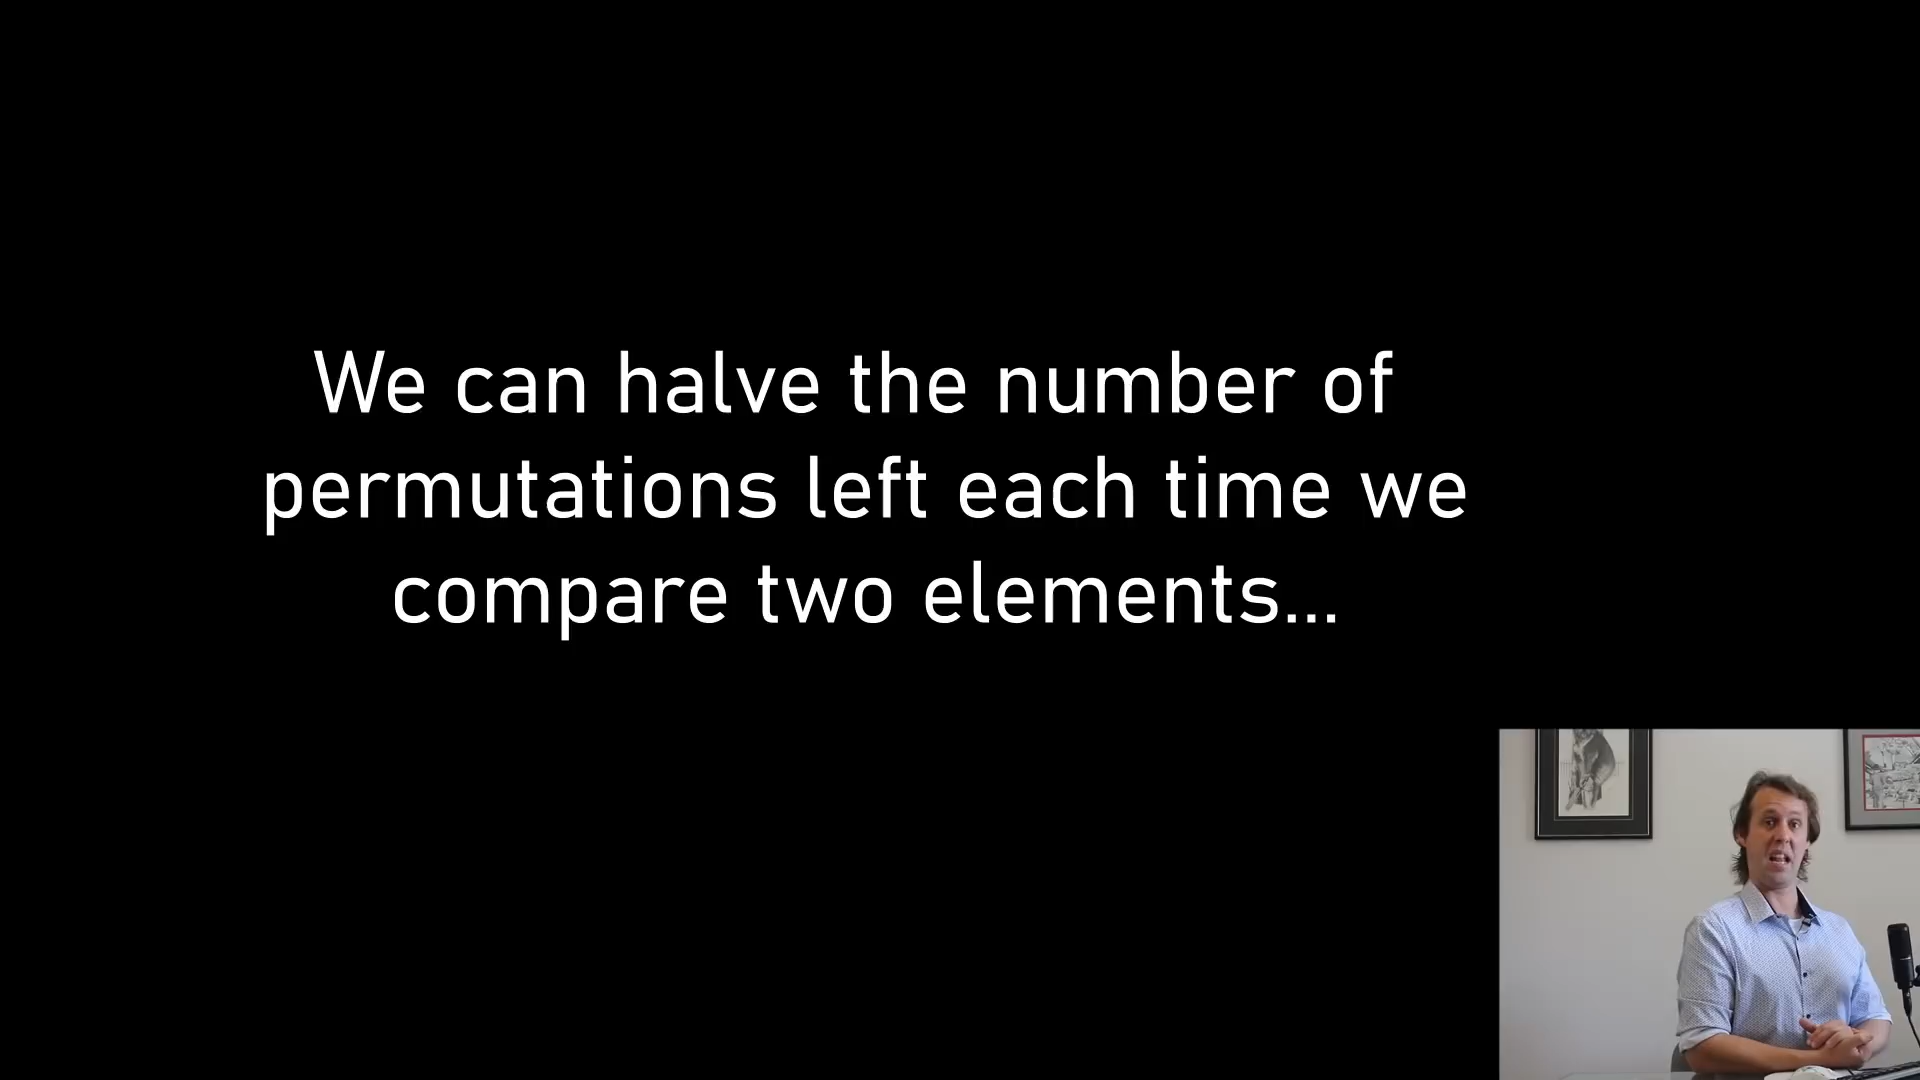 We can halve the number of
permutations left each time we
compare two elements...